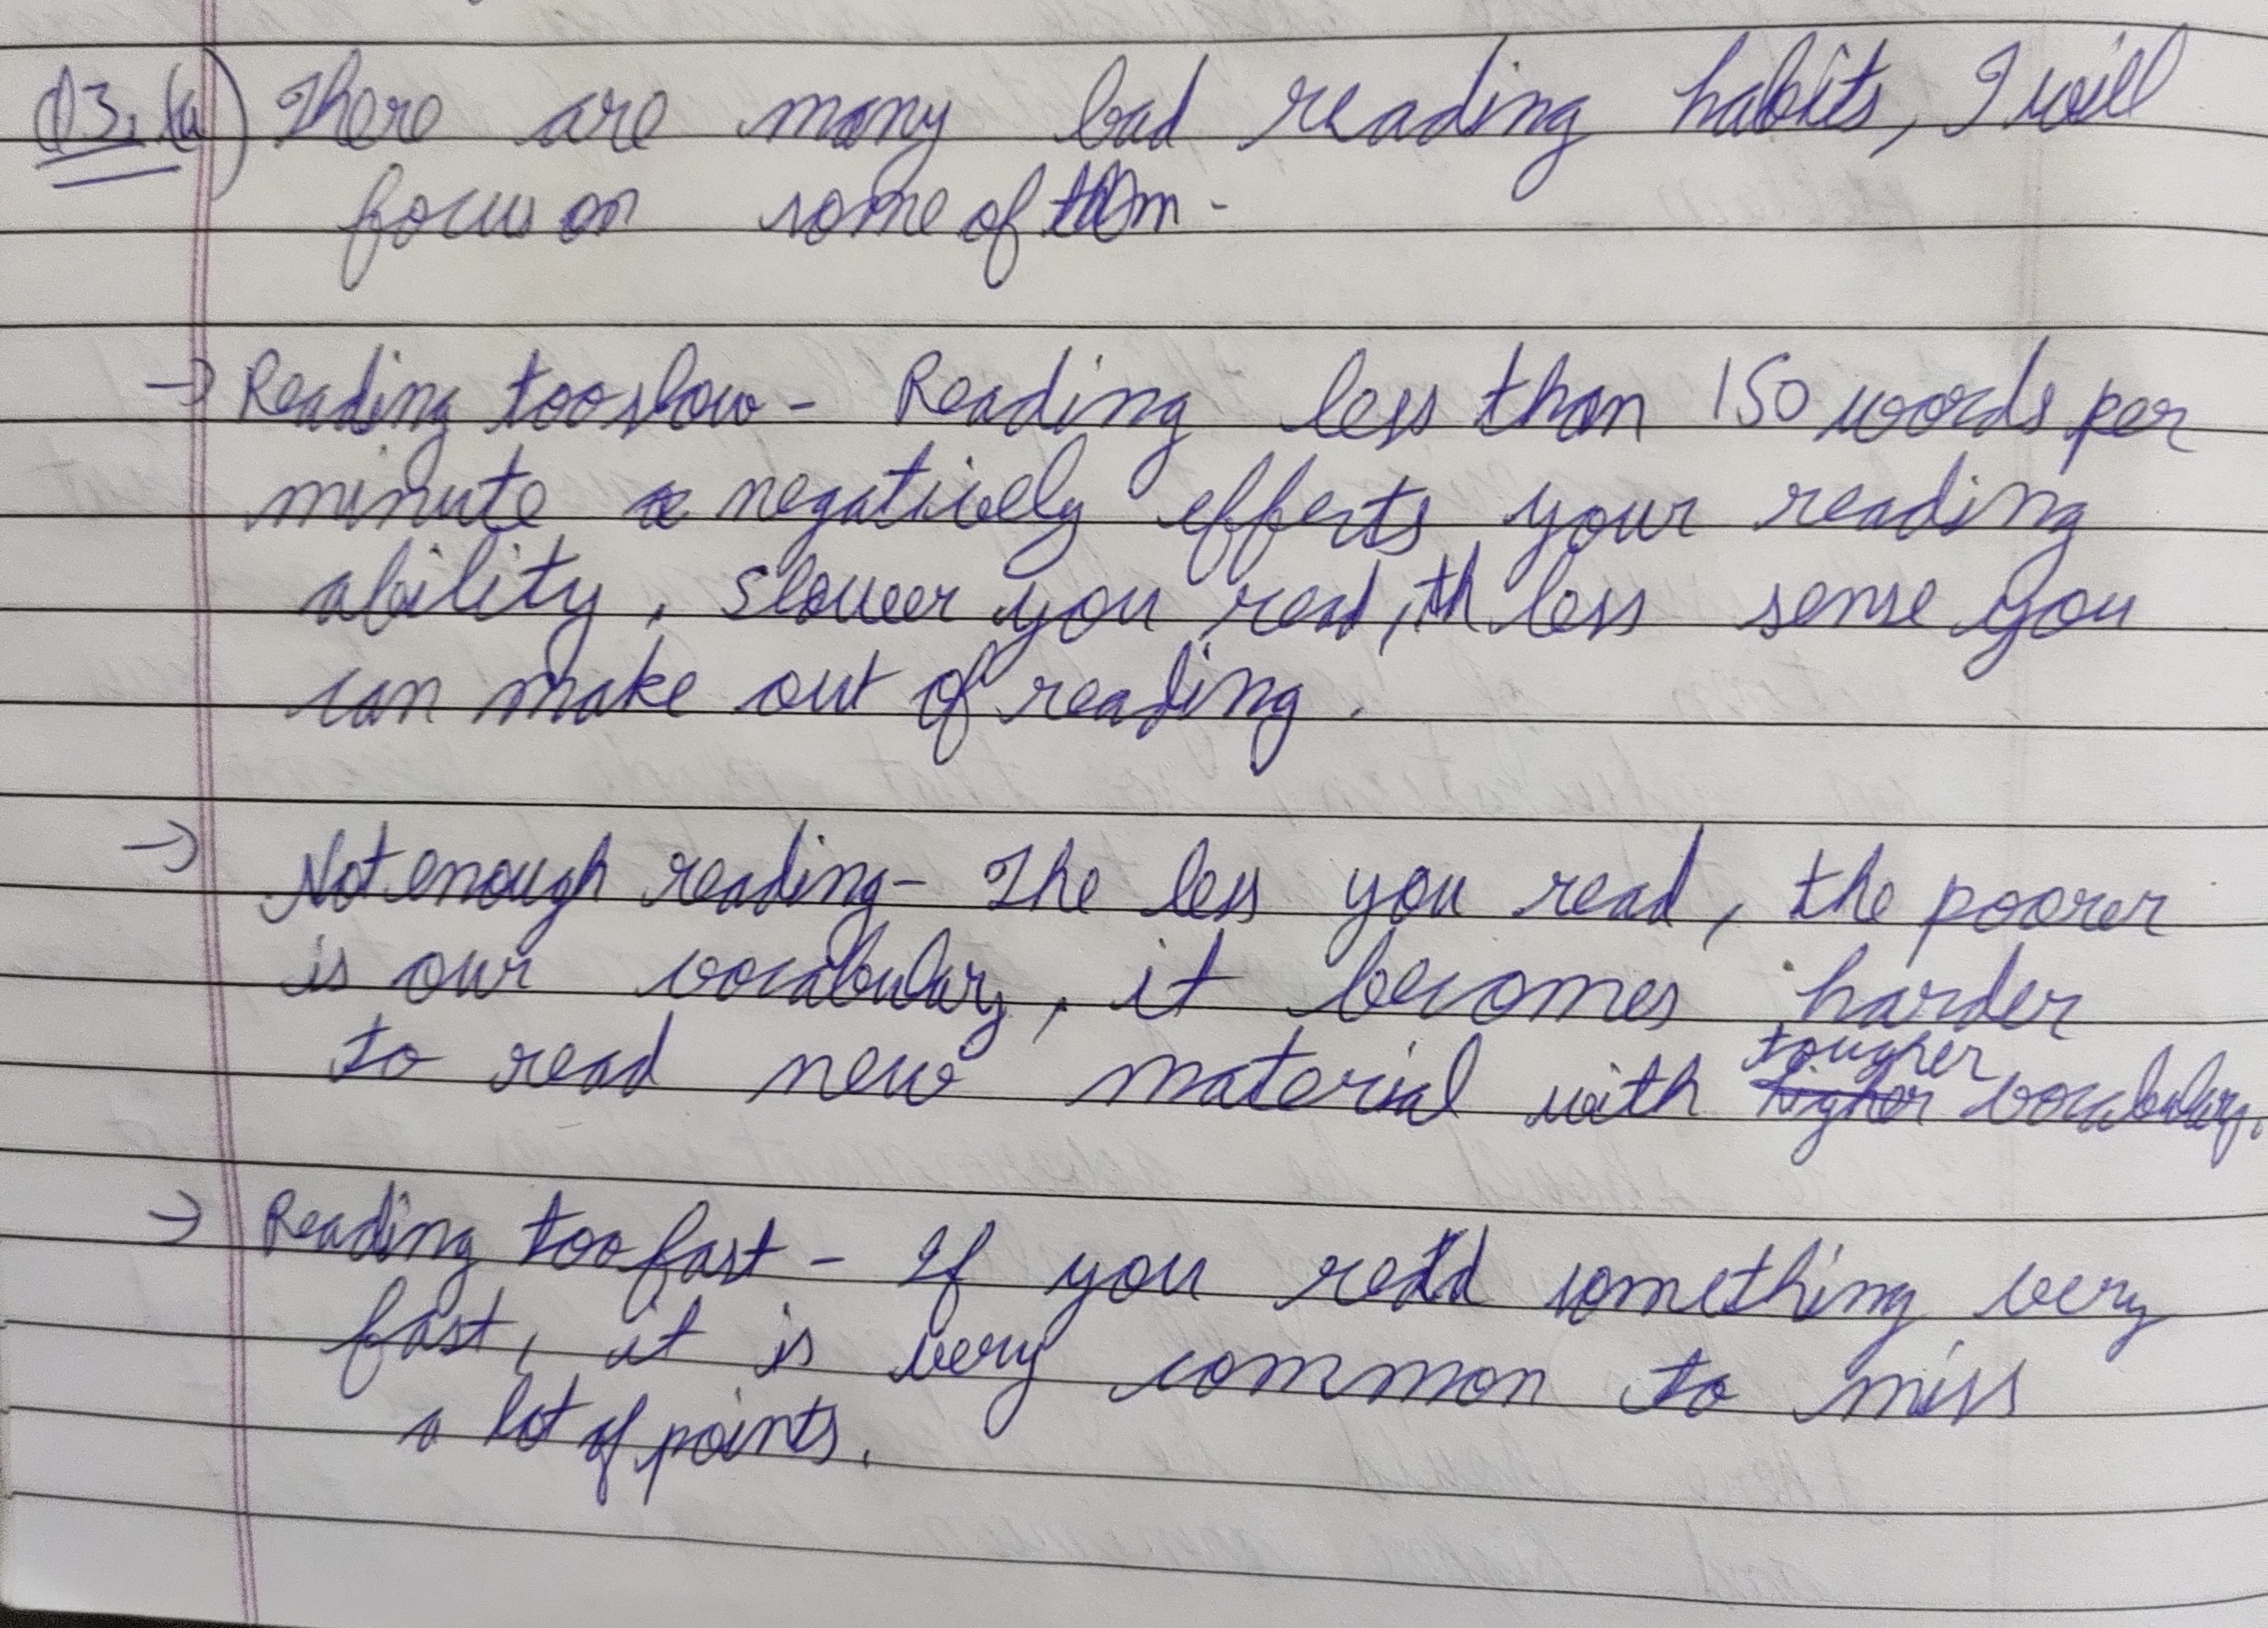 Q3. (a) There are many bad reading habits, I will
focus on some of them -
→ Reading too slow - Reading less than 150 words per
minute a negatively effects your reading
ability, slower you read, th less sense you
can make out of reading.
→ Not enough reading - The less you read, the poorer
is our vocabulary, it becomes harder
to read new material with higher tougher vocabulary.
→ Reading too fast - If you read something very
fast, it is very common to miss
a lot of points.